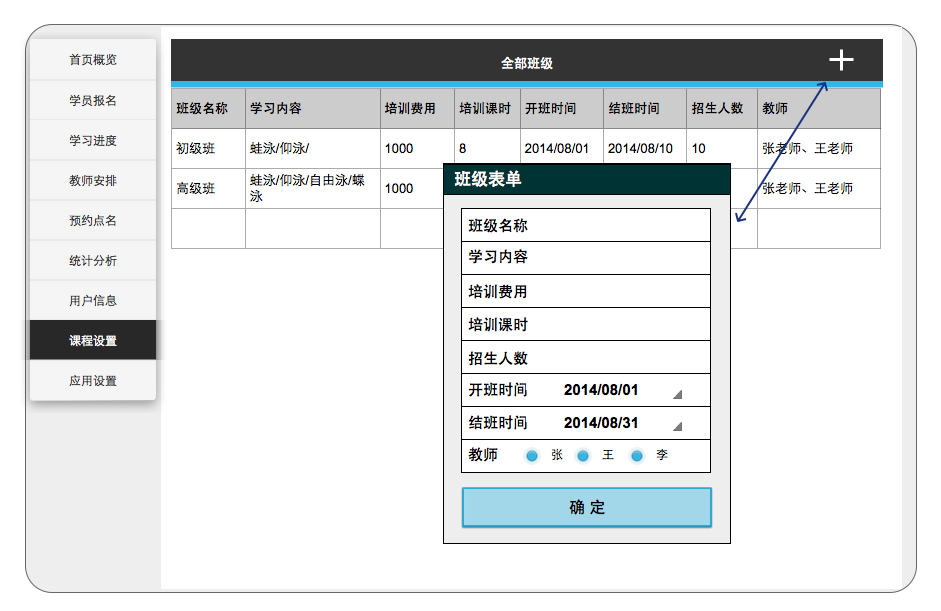 首页概览
学员报名
学习进度
教师安排
预约点名
统计分析
用户信息
课程设置
应用设置
全部班级
班级名称 学习内容 培训费用 培训课时 开班时间 结班时间 招生人数 教师
初级班 蛙泳/仰泳/ 1000 8 2014/08/01 2014/08/10 10 张老师、王老师
高级班 蛙泳/仰泳/自由泳/蝶泳 1000 张老师、王老师
班级表单
班级名称
学习内容
培训费用
培训课时
招生人数
开班时间 2014/08/01
结班时间 2014/08/31
教师 张 王 李
确 定